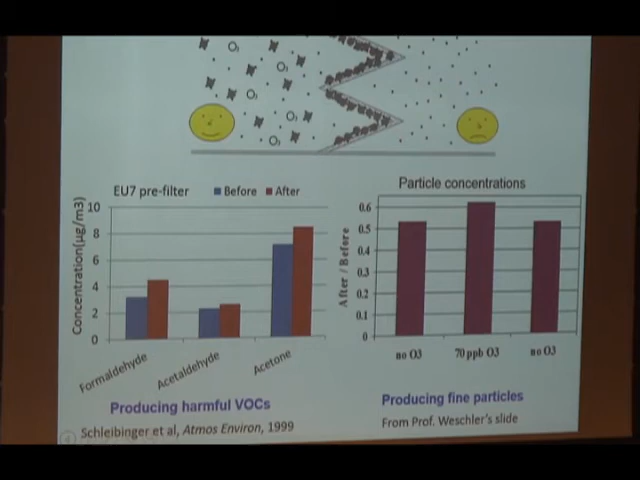 O₃
O₃
O₃
O₃
O₃
EU7 pre-filter
Before
After
Concentration(µg/m3)
10
8
6
4
2
0
Formaldehyde
Acetaldehyde
Acetone
Producing harmful VOCs
Schleibinger et al, Atmos Environ, 1999
Particle concentrations
After / Before
0.6
0.5
0.4
0.3
0.2
0.1
0
no O3
70 ppb O3
no O3
Producing fine particles
From Prof. Weschler's slide